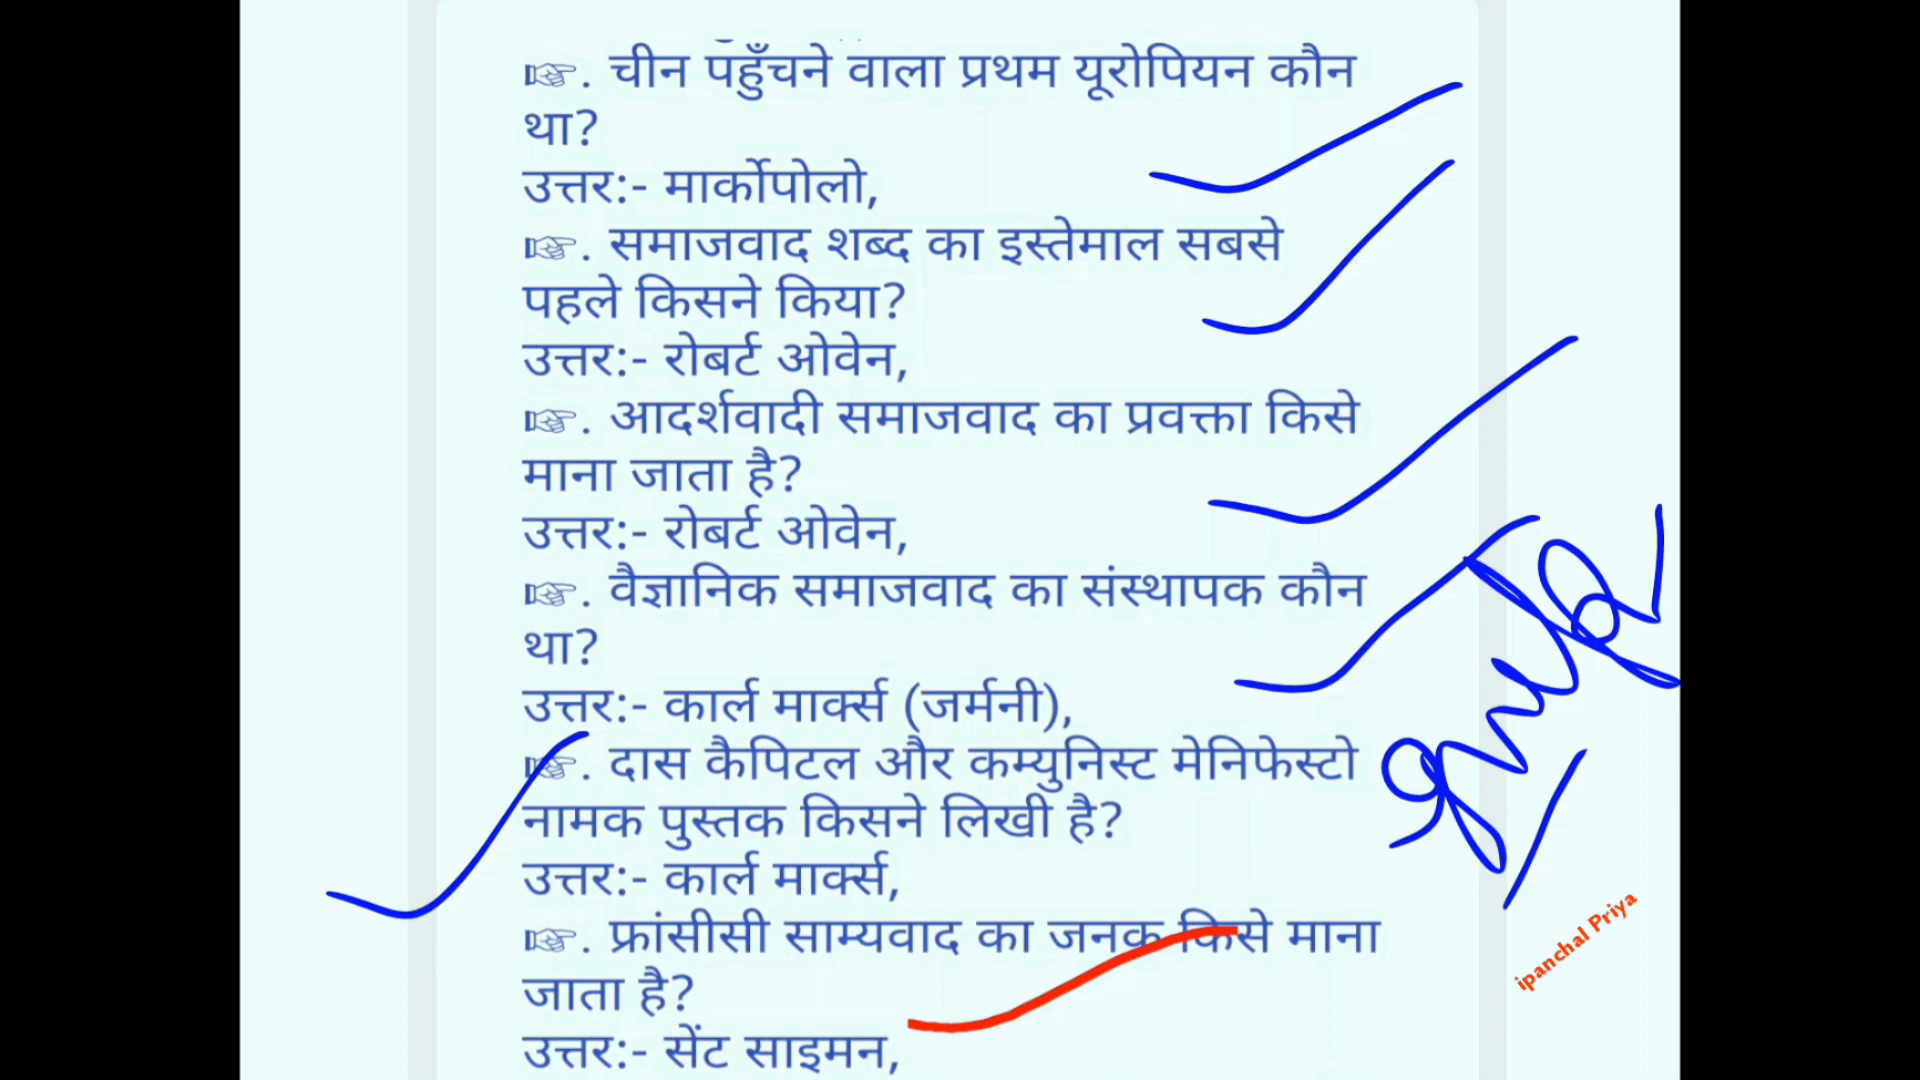 ☞. चीन पहुँचने वाला प्रथम यूरोपियन कौन
था?
उत्तर:- मार्कोपोलो,
☞. समाजवाद शब्द का इस्तेमाल सबसे
पहले किसने किया?
उत्तर:- रोबर्ट ओवेन,
☞. आदर्शवादी समाजवाद का प्रवक्ता किसे
माना जाता है?
उत्तर:- रोबर्ट ओवेन,
☞. वैज्ञानिक समाजवाद का संस्थापक कौन
था?
उत्तर:- कार्ल मार्क्स (जर्मनी),
☞. दास कैपिटल और कम्युनिस्ट मेनिफेस्टो
नामक पुस्तक किसने लिखी है?
उत्तर:- कार्ल मार्क्स,
☞. फ्रांसीसी साम्यवाद का जनक किसे माना
जाता है?
उत्तर:- सेंट साइमन,
ipanchal Priya